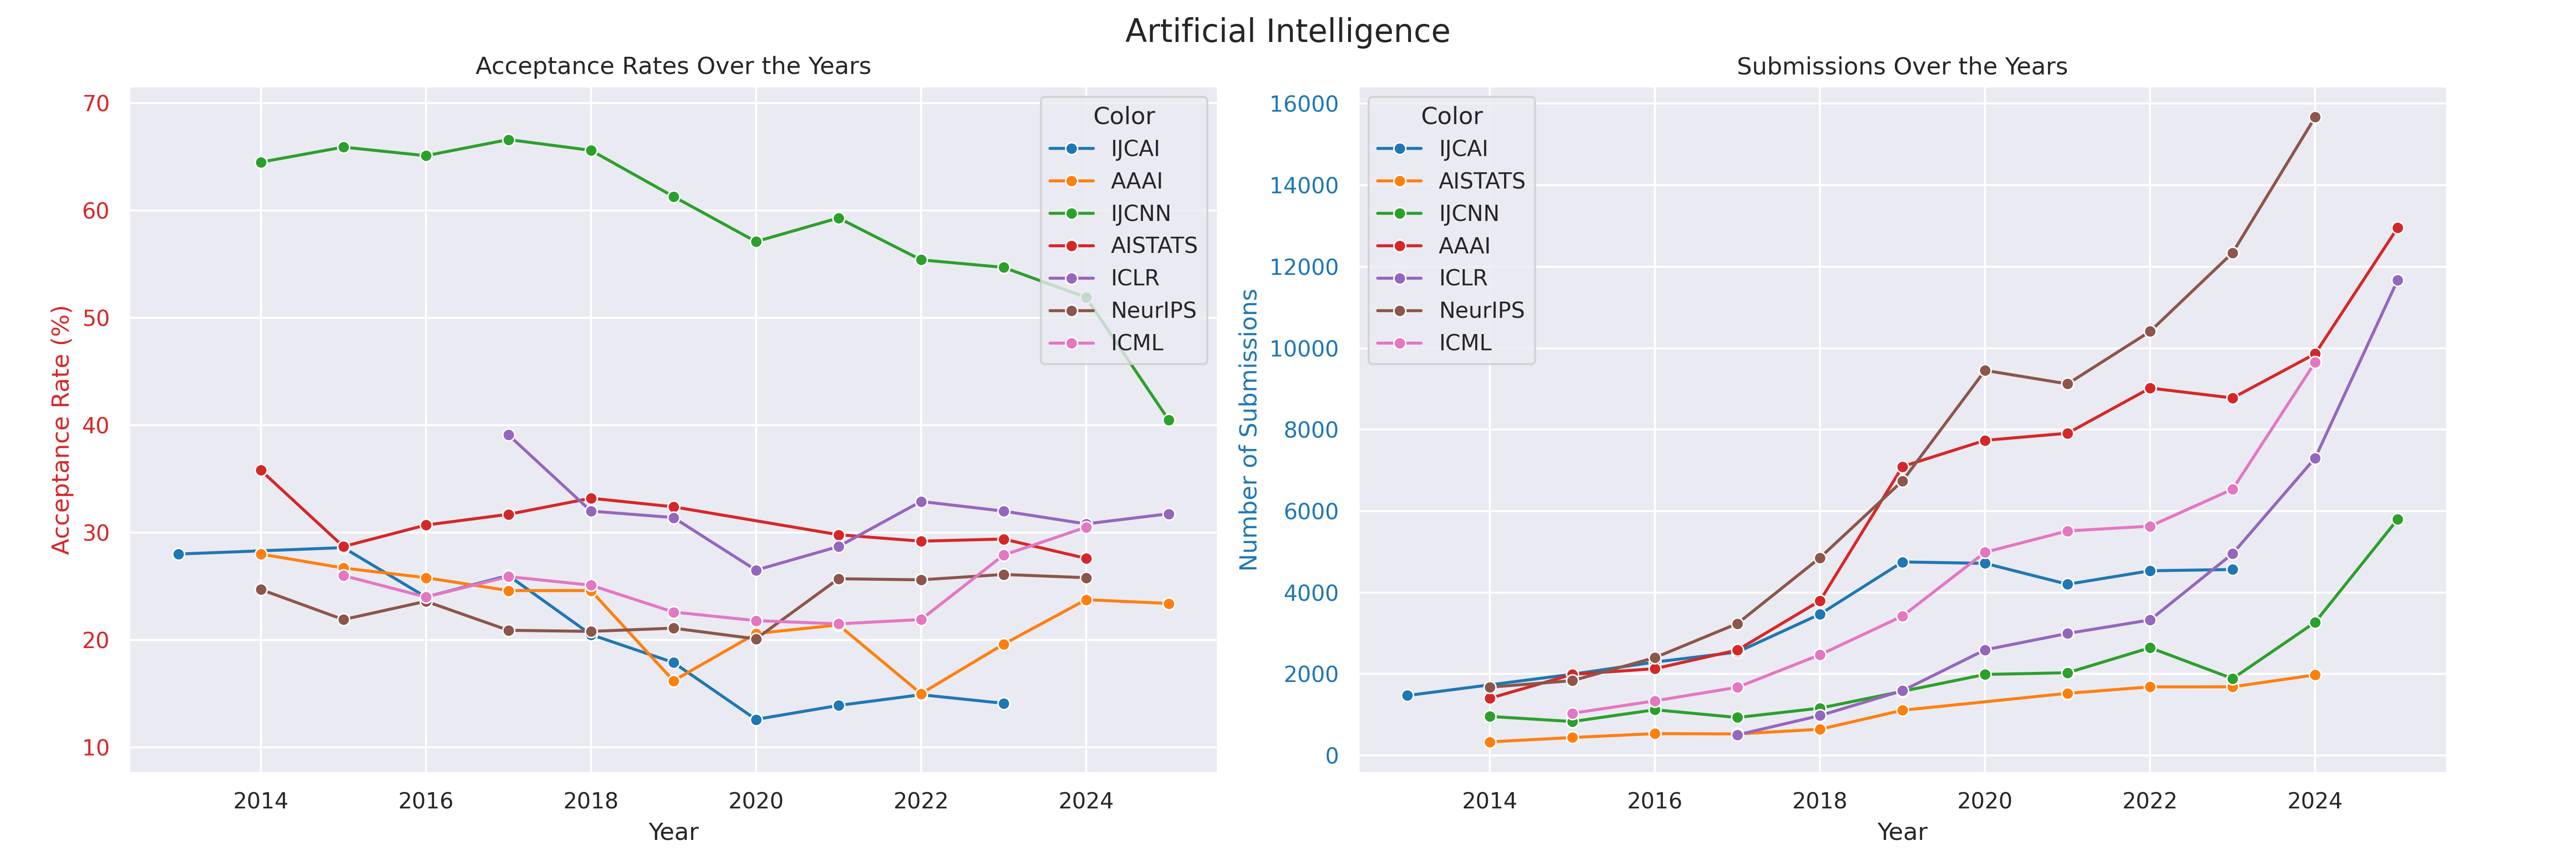 Artificial Intelligence
Acceptance Rates Over the Years
Acceptance Rate (%)
70
60
50
40
30
20
10
Color
IJCAI
AAAI
IJCNN
AISTATS
ICLR
NeurIPS
ICML
2014 2016 2018 2020 2022 2024
Year
Submissions Over the Years
Number of Submissions
16000
14000
12000
10000
8000
6000
4000
2000
0
Color
IJCAI
AISTATS
IJCNN
AAAI
ICLR
NeurIPS
ICML
2014 2016 2018 2020 2022 2024
Year